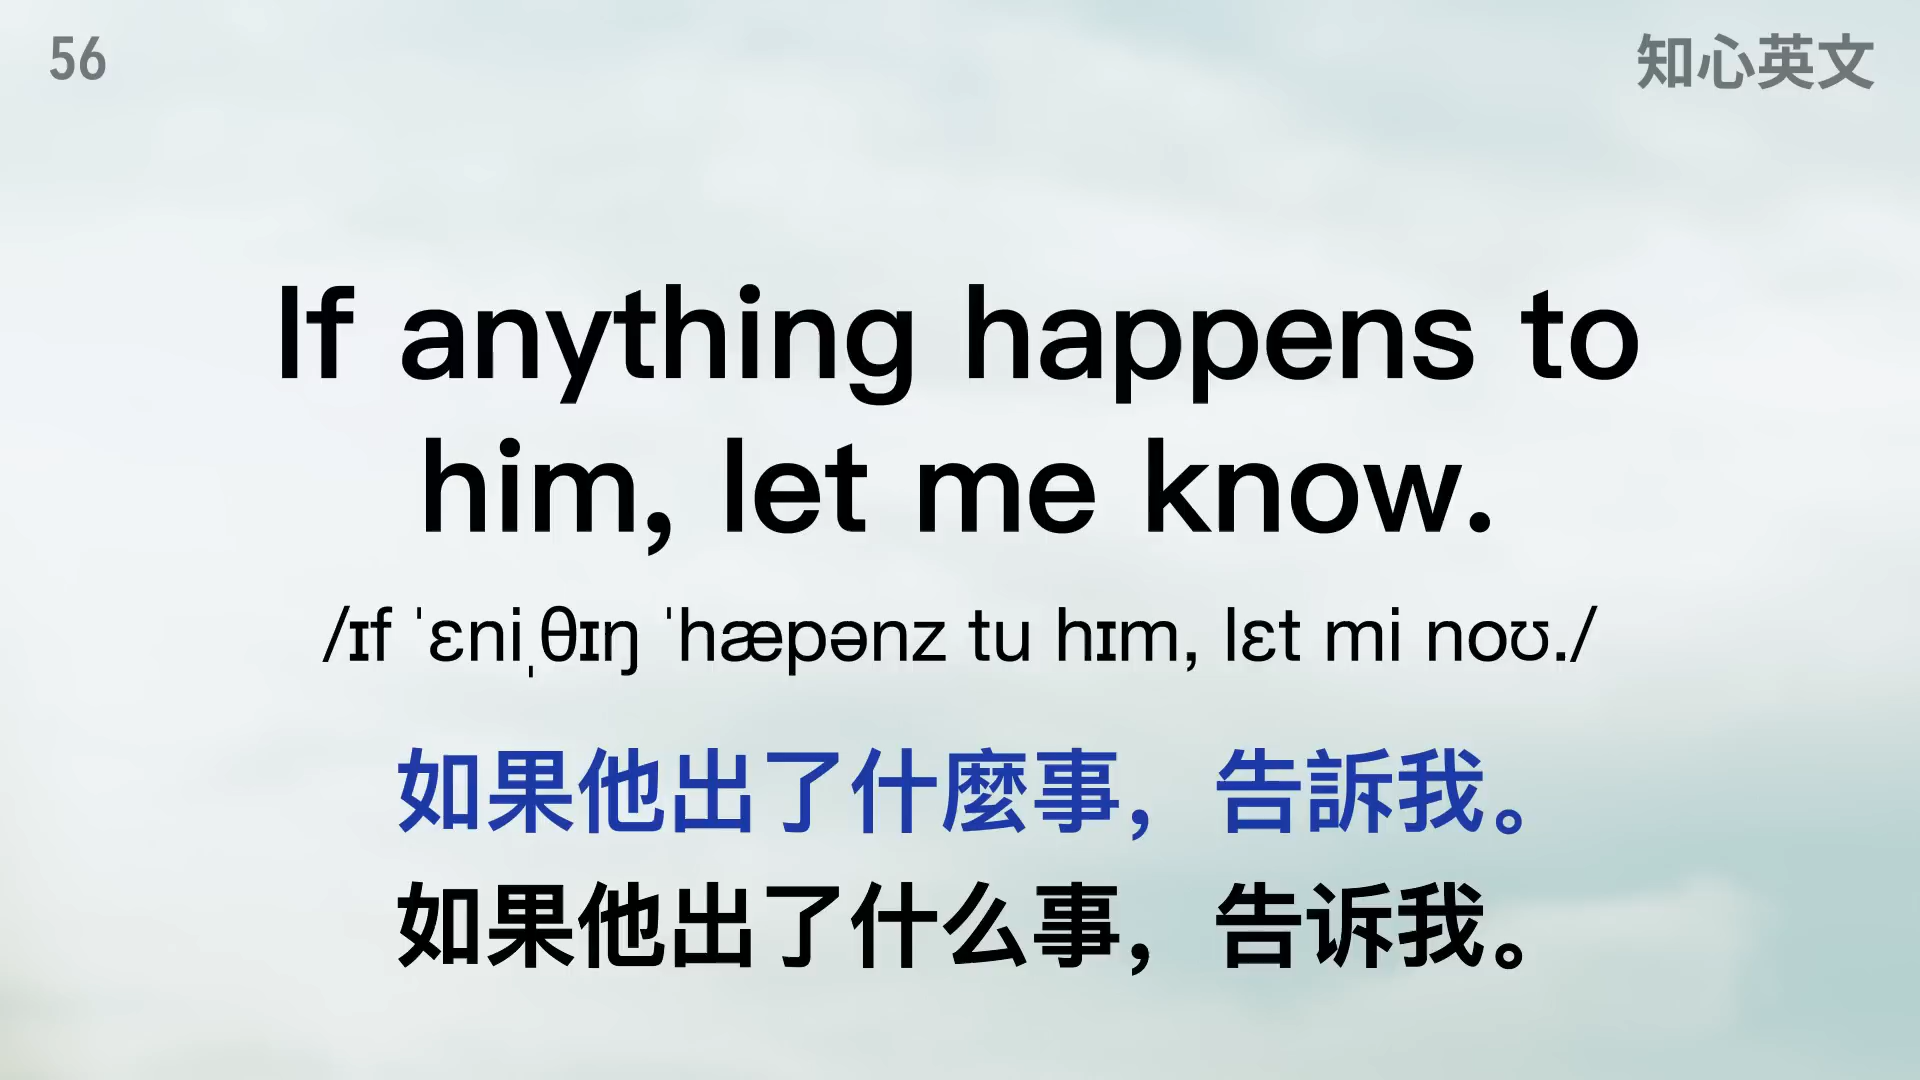 56
知心英文
If anything happens to
him, let me know.
/ɪf ˈɛniˌθɪŋ ˈhæpənz tu hɪm, lɛt mi noʊ./
如果他出了什麼事，告訴我。
如果他出了什么事，告诉我。